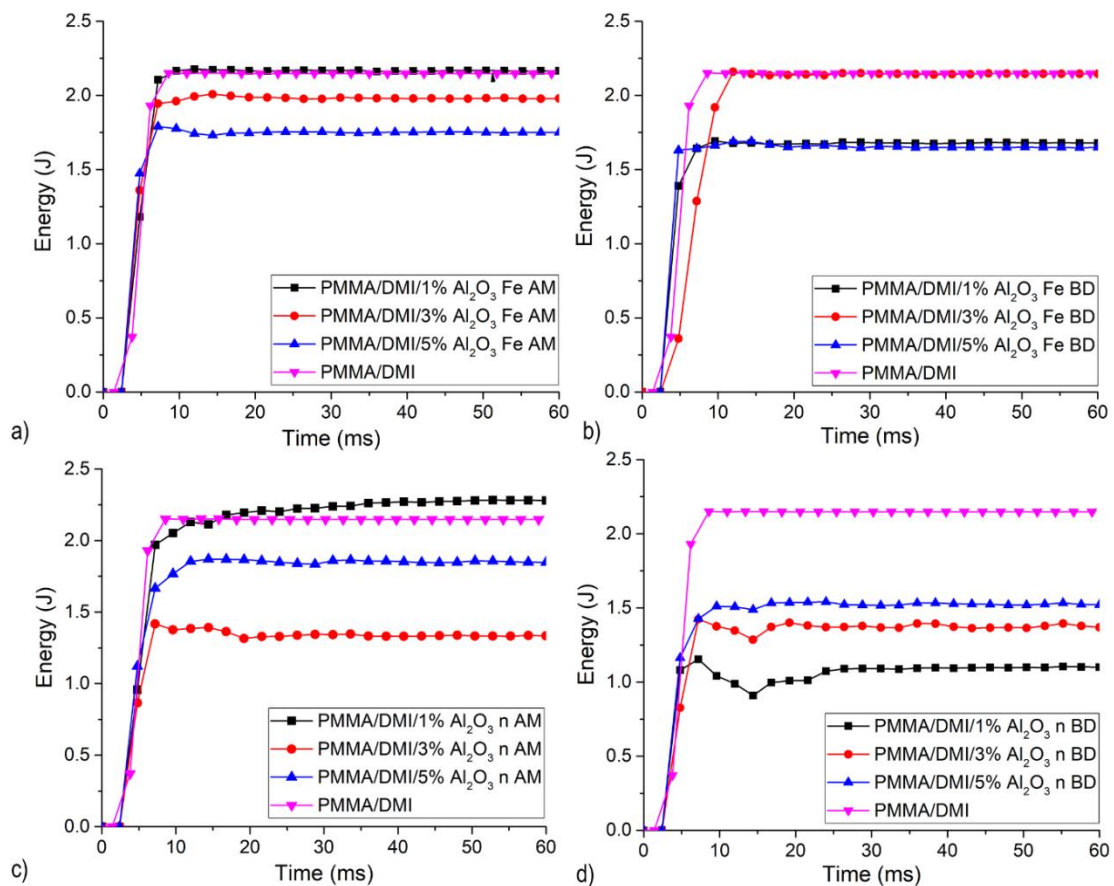 2.5
2.0
1.5
1.0
0.5
0.0
Energy (J)
PMMA/DMI/1% Al₂O₃ Fe AM
PMMA/DMI/3% Al₂O₃ Fe AM
PMMA/DMI/5% Al₂O₃ Fe AM
PMMA/DMI
0 10 20 30 40 50 60
Time (ms)
a)
2.5
2.0
1.5
1.0
0.5
0.0
Energy (J)
PMMA/DMI/1% Al₂O₃ Fe BD
PMMA/DMI/3% Al₂O₃ Fe BD
PMMA/DMI/5% Al₂O₃ Fe BD
PMMA/DMI
0 10 20 30 40 50 60
Time (ms)
b)
2.5
2.0
1.5
1.0
0.5
0.0
Energy (J)
PMMA/DMI/1% Al₂O₃ n AM
PMMA/DMI/3% Al₂O₃ n AM
PMMA/DMI/5% Al₂O₃ n AM
PMMA/DMI
0 10 20 30 40 50 60
Time (ms)
c)
2.5
2.0
1.5
1.0
0.5
0.0
Energy (J)
PMMA/DMI/1% Al₂O₃ n BD
PMMA/DMI/3% Al₂O₃ n BD
PMMA/DMI/5% Al₂O₃ n BD
PMMA/DMI
0 10 20 30 40 50 60
Time (ms)
d)